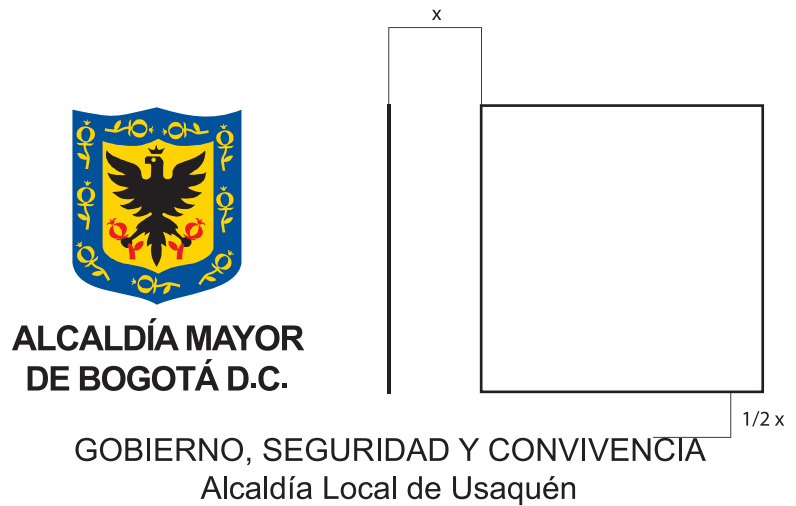 x
ALCALDÍA MAYOR
DE BOGOTÁ D.C.
1/2 x
GOBIERNO, SEGURIDAD Y CONVIVENCIA
Alcaldía Local de Usaquén